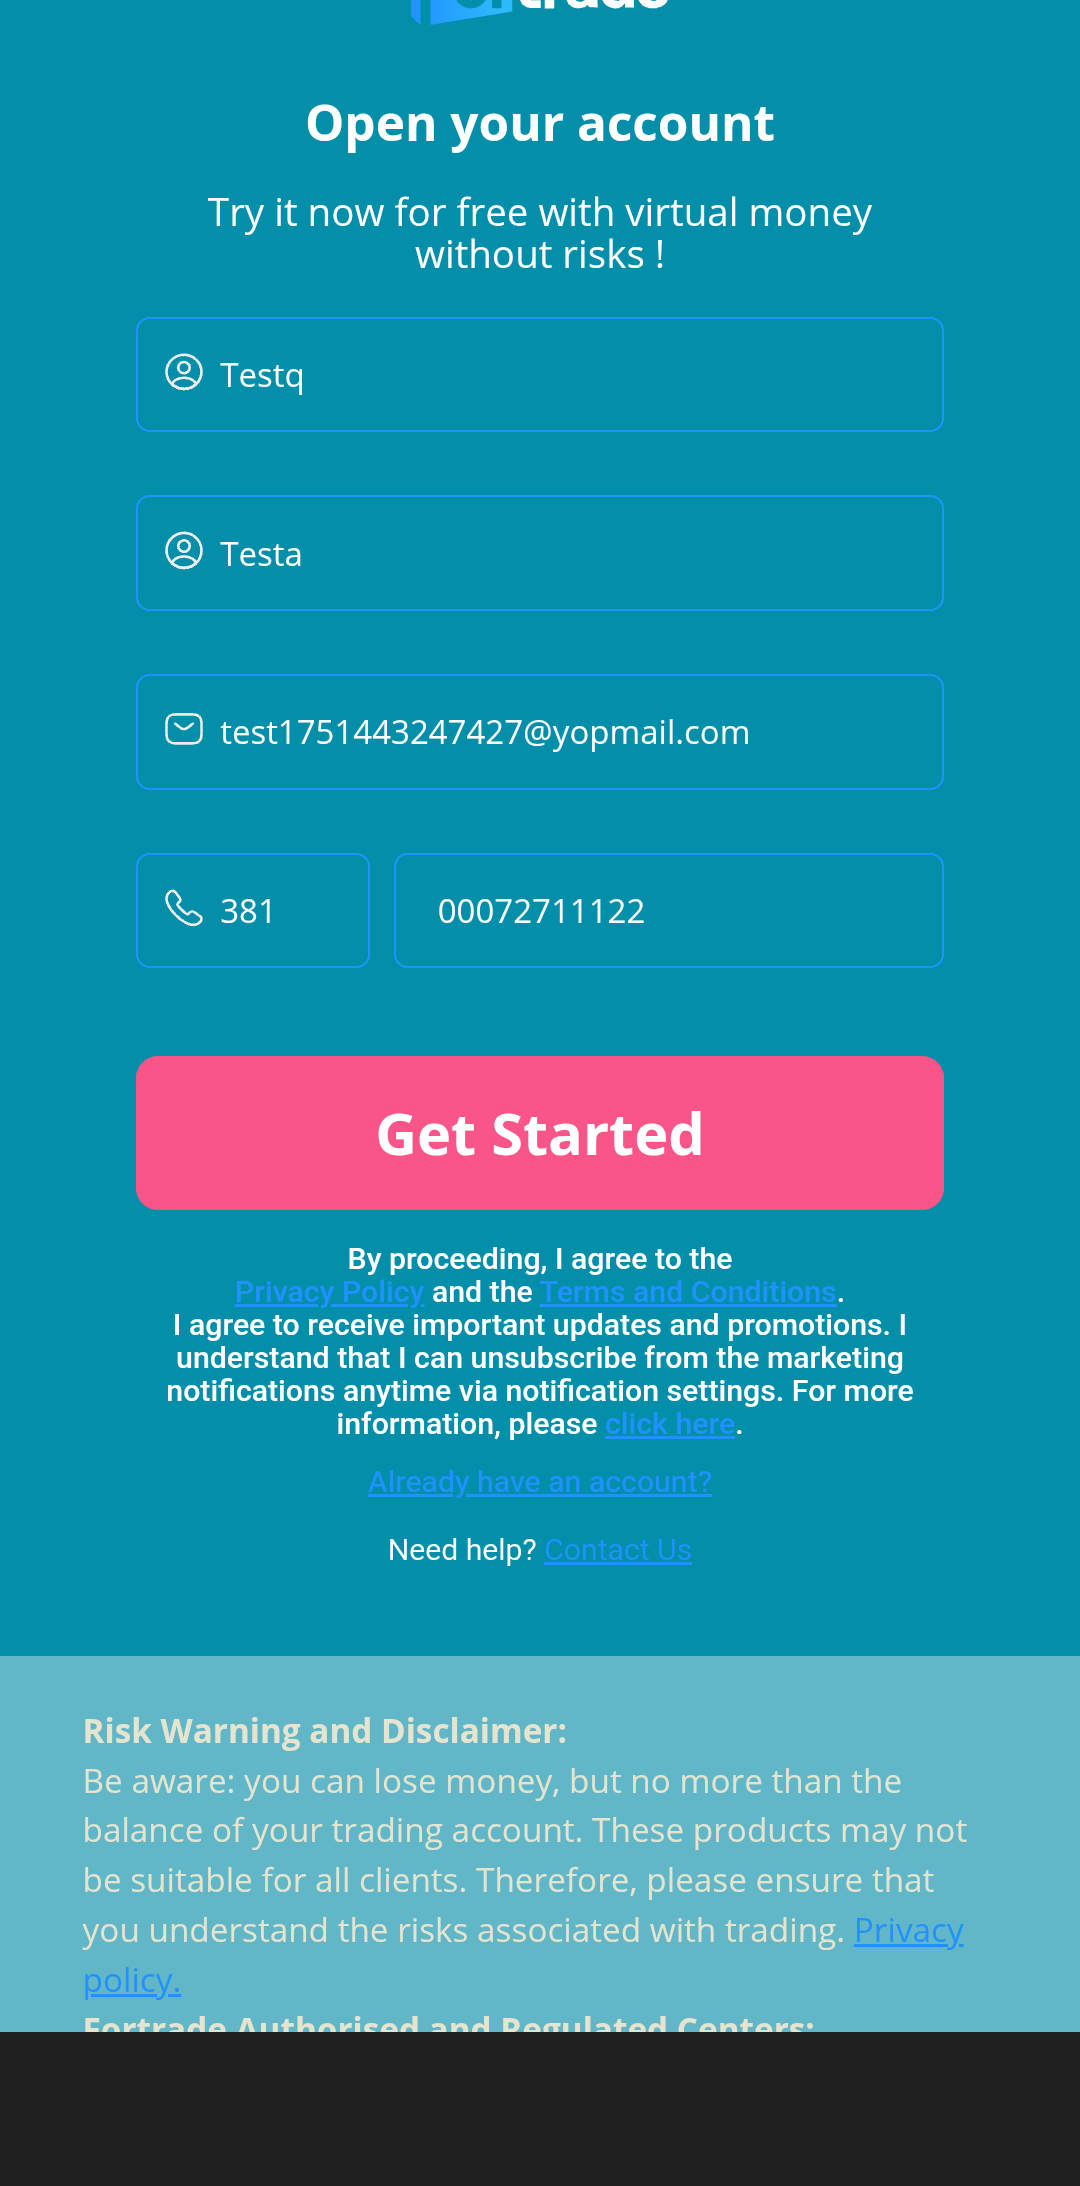 Open your account
Try it now for free with virtual money
without risks !
Testq
Testa
test1751443247427@yopmail.com
381
00072711122
Get Started
By proceeding, I agree to the
Privacy Policy and the Terms and Conditions.
I agree to receive important updates and promotions. I
understand that I can unsubscribe from the marketing
notifications anytime via notification settings. For more
information, please click here.
Already have an account?
Need help? Contact Us
Risk Warning and Disclaimer:
Be aware: you can lose money, but no more than the
balance of your trading account. These products may not
be suitable for all clients. Therefore, please ensure that
you understand the risks associated with trading. Privacy
policy.
Fortrade Authorised and Regulated Centers: